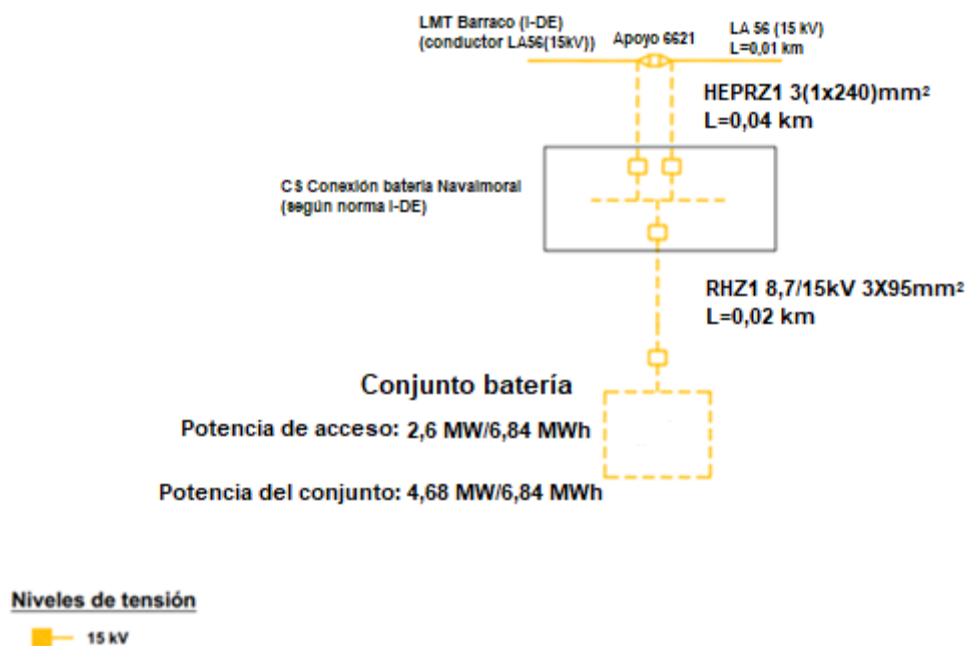 LMT Barraco (I-DE)
(conductor LA56(15kV))
Apoyo 6621
LA 56 (15 kV)
L=0,01 km
HEPRZ1 3(1x240)mm²
L=0,04 km
CS Conexión batería Navalmoral
(según norma I-DE)
RHZ1 8,7/15kV 3X95mm²
L=0,02 km
Conjunto batería
Potencia de acceso: 2,6 MW/6,84 MWh
Potencia del conjunto: 4,68 MW/6,84 MWh
Niveles de tensión
15 kV